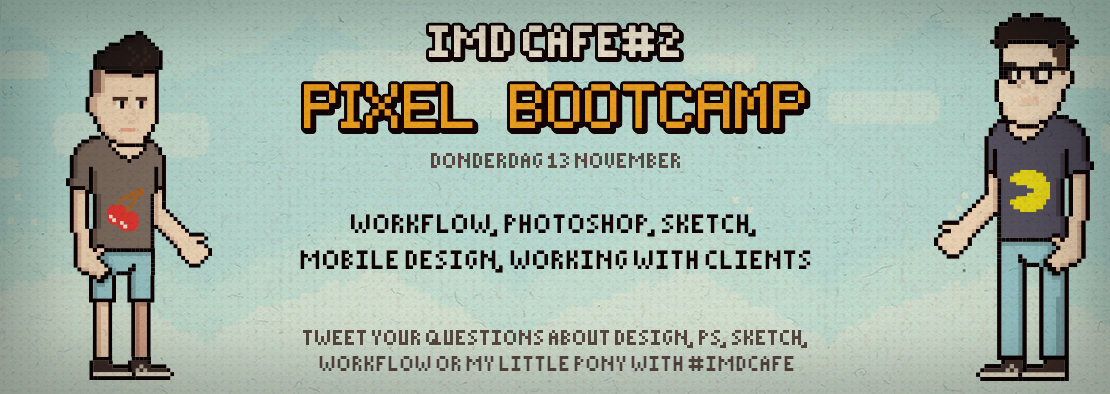 IMD CAFE#2
PIXEL BOOTCAMP
DONDERDAG 13 NOVEMBER
WORKFLOW, PHOTOSHOP, SKETCH,
MOBILE DESIGN, WORKING WITH CLIENTS
TWEET YOUR QUESTIONS ABOUT DESIGN, PS, SKETCH,
WORKFLOW OR MY LITTLE PONY WITH #IMDCAFE